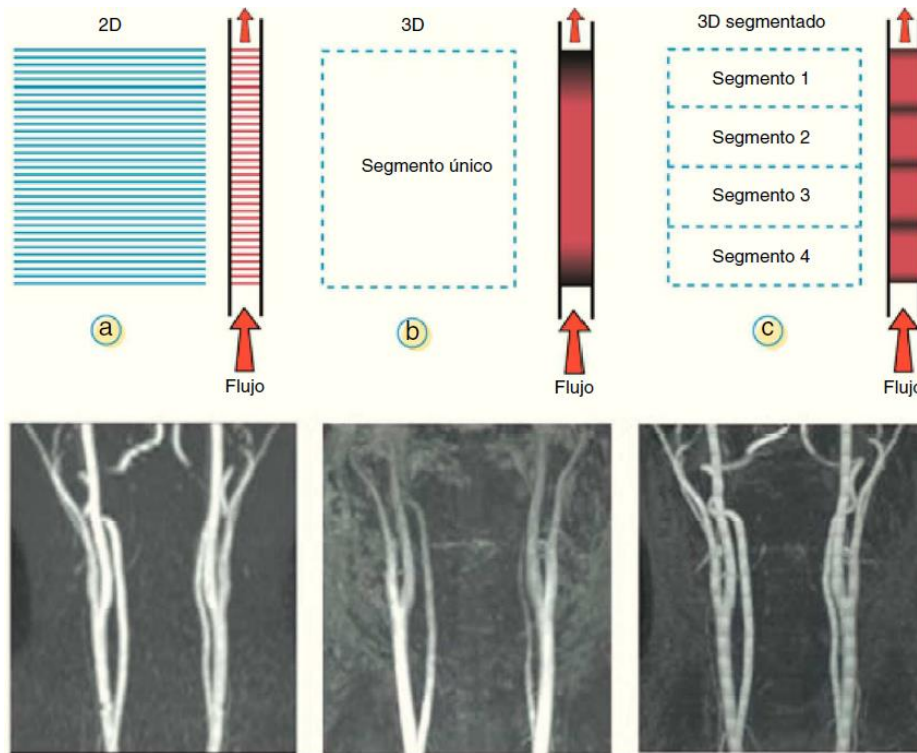 2D
3D
3D segmentado
Segmento único
Segmento 1
Segmento 2
Segmento 3
Segmento 4
a
b
c
Flujo
Flujo
Flujo